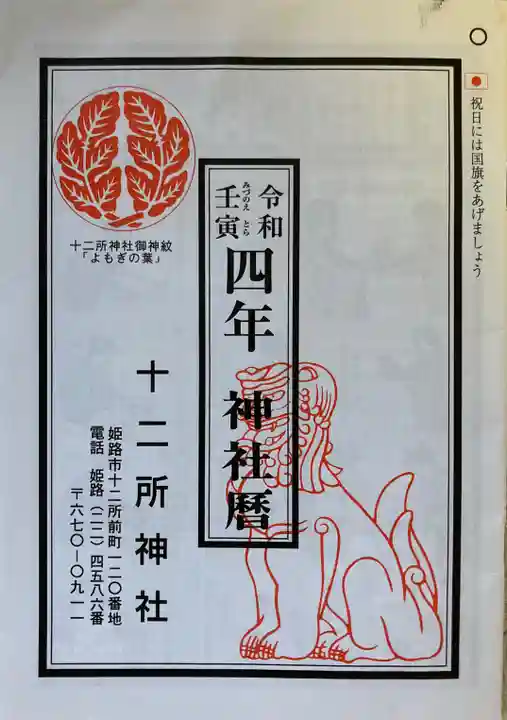 祝日には国旗をあげましょう
令和
壬寅
みづのえ とら
四年 神社暦
十二所神社御神紋
「よもぎの葉」
十二所神社
姫路市十二所前町一二〇番地
電話 姫路（二二）四五八六番
〒六七〇-〇九一一